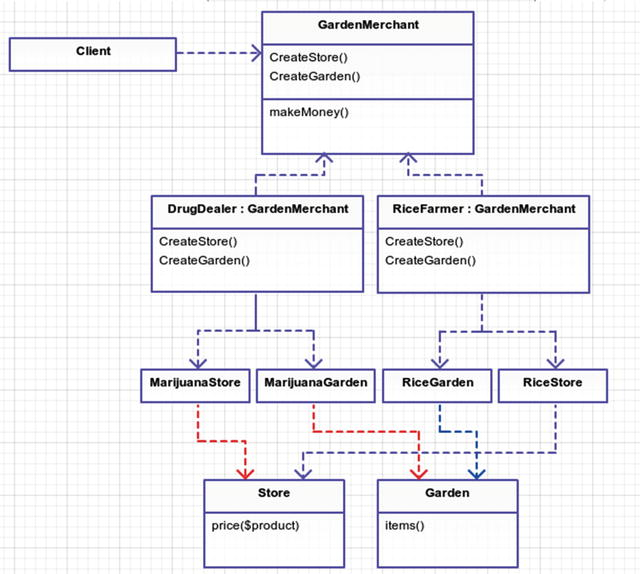 Client
GardenMerchant
CreateStore()
CreateGarden()
makeMoney()
DrugDealer : GardenMerchant
CreateStore()
CreateGarden()
RiceFarmer : GardenMerchant
CreateStore()
CreateGarden()
MarijuanaStore
MarijuanaGarden
RiceGarden
RiceStore
Store
price($product)
Garden
items()